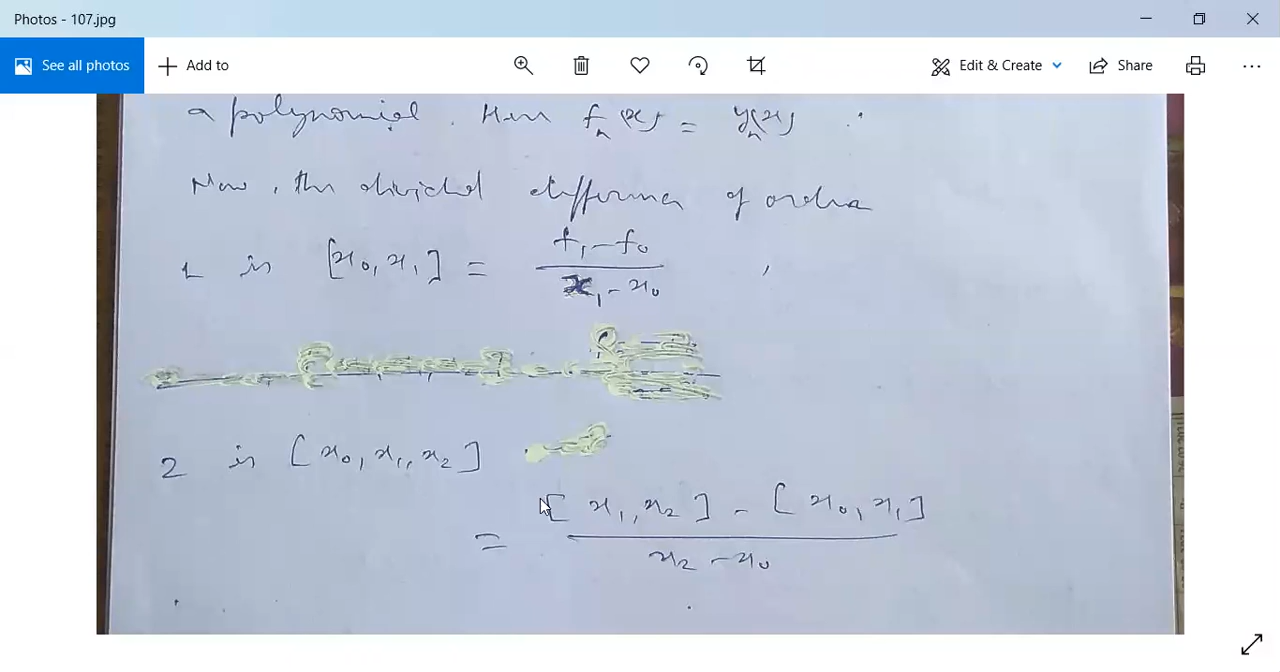 Photos - 107.jpg
See all photos
Add to
Edit & Create
Share
a polynomial. Here fₙ(x) = yₙ(x)
Now, the divided difference of order
1 is [x₀, x₁] = (f₁ - f₀) / (x₁ - x₀),
2 is [x₀, x₁, x₂]
= ([x₁, x₂] - [x₀, x₁]) / (x₂ - x₀)